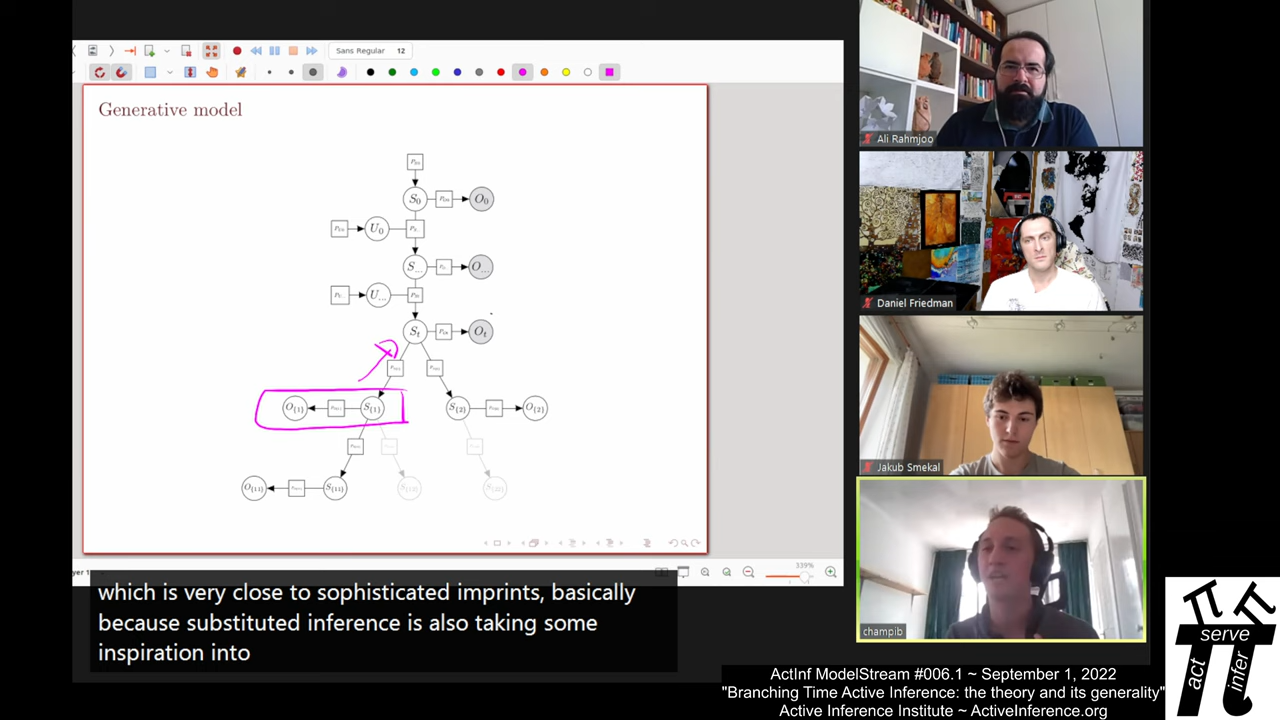 Sans Regular 12
Generative model
S0
O0
U0
S...
O...
U...
St
Ot
O{1}
S{1}
S{2}
O{2}
O{11}
S{11}
339%
which is very close to sophisticated imprints, basically
because substituted inference is also taking some
inspiration into
Ali Rahmjoo
Daniel Friedman
Jakub Smekal
champib
ActInf ModelStream #006.1 ~ September 1, 2022
"Branching Time Active Inference: the theory and its generality"
Active Inference Institute ~ ActiveInference.org
serve
act
infer